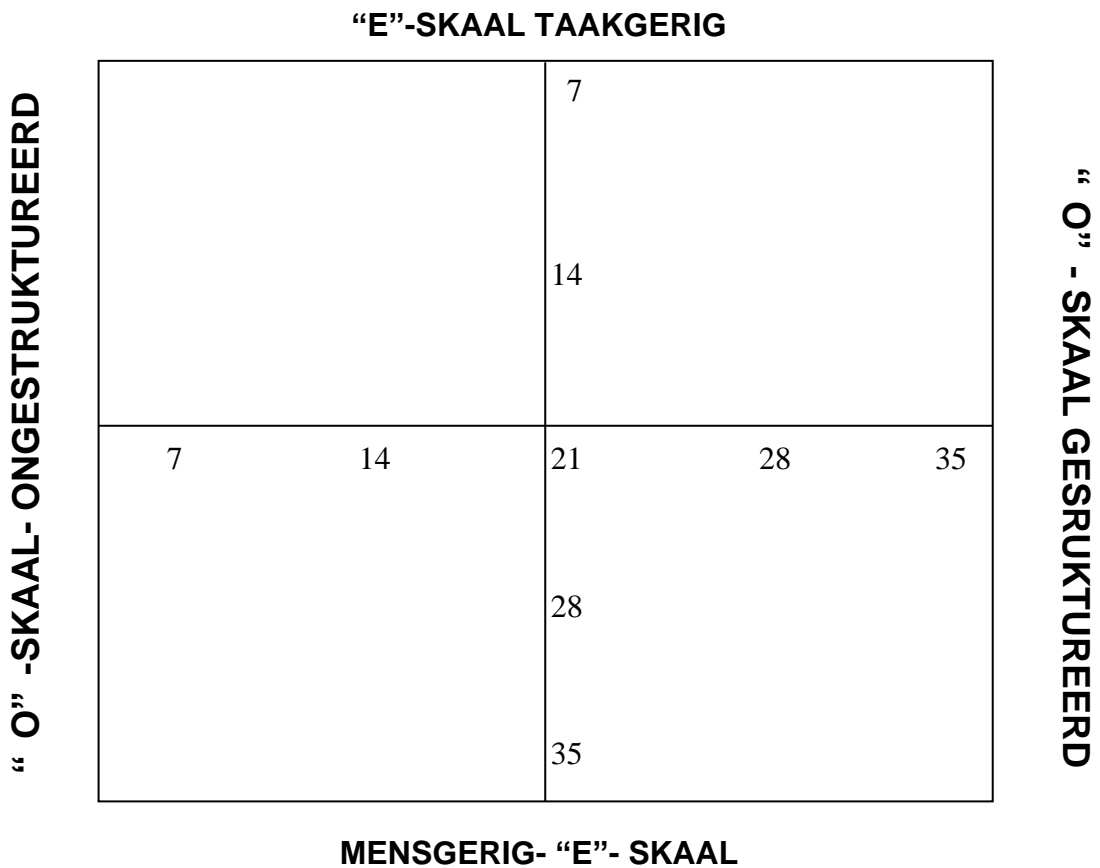 “E”-SKAAL TAAKGERIG
“ O” -SKAAL- ONGESTRUKTUREERD
“ O” - SKAAL GESRUKTUREERD
7
14
7 14 21 28 35
28
35
MENSGERIG- “E”- SKAAL